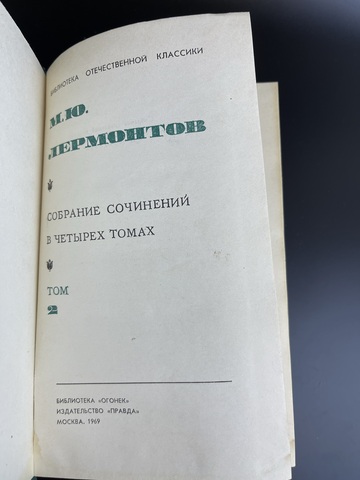 БИБЛИОТЕКА ОТЕЧЕСТВЕННОЙ КЛАССИКИ
М.Ю.
ЛЕРМОНТОВ
СОБРАНИЕ СОЧИНЕНИЙ
В ЧЕТЫРЕХ ТОМАХ
ТОМ
2
БИБЛИОТЕКА «ОГОНЕК»
ИЗДАТЕЛЬСТВО «ПРАВДА»
МОСКВА. 1969